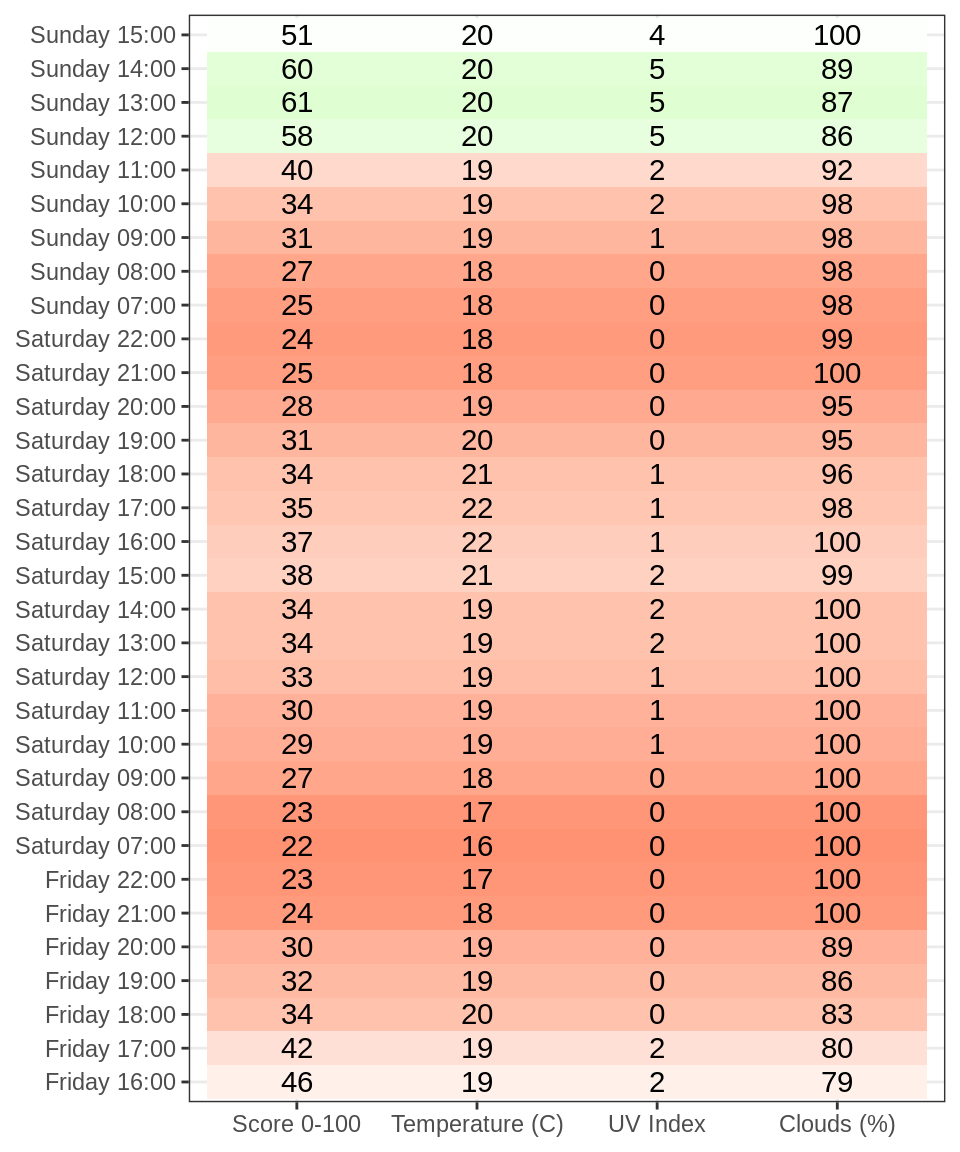 Sunday 15:00 51 20 4 100
Sunday 14:00 60 20 5 89
Sunday 13:00 61 20 5 87
Sunday 12:00 58 20 5 86
Sunday 11:00 40 19 2 92
Sunday 10:00 34 19 2 98
Sunday 09:00 31 19 1 98
Sunday 08:00 27 18 0 98
Sunday 07:00 25 18 0 98
Saturday 22:00 24 18 0 99
Saturday 21:00 25 18 0 100
Saturday 20:00 28 19 0 95
Saturday 19:00 31 20 0 95
Saturday 18:00 34 21 1 96
Saturday 17:00 35 22 1 98
Saturday 16:00 37 22 1 100
Saturday 15:00 38 21 2 99
Saturday 14:00 34 19 2 100
Saturday 13:00 34 19 2 100
Saturday 12:00 33 19 1 100
Saturday 11:00 30 19 1 100
Saturday 10:00 29 19 1 100
Saturday 09:00 27 18 0 100
Saturday 08:00 23 17 0 100
Saturday 07:00 22 16 0 100
Friday 22:00 23 17 0 100
Friday 21:00 24 18 0 100
Friday 20:00 30 19 0 89
Friday 19:00 32 19 0 86
Friday 18:00 34 20 0 83
Friday 17:00 42 19 2 80
Friday 16:00 46 19 2 79
Score 0-100 Temperature (C) UV Index Clouds (%)